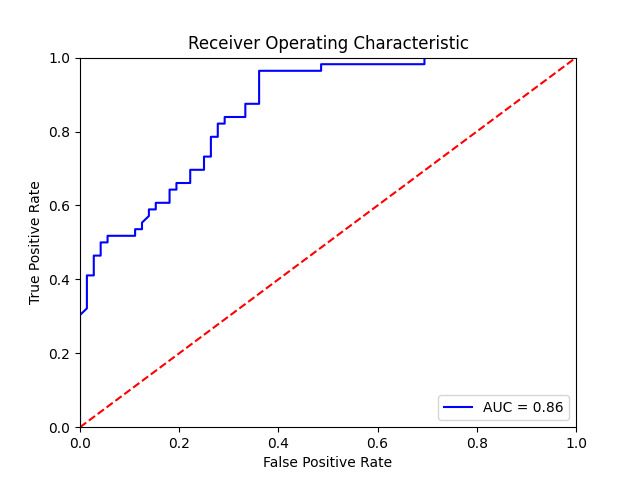 Receiver Operating Characteristic
1.0
0.8
0.6
0.4
0.2
0.0
True Positive Rate
AUC = 0.86
0.0 0.2 0.4 0.6 0.8 1.0
False Positive Rate